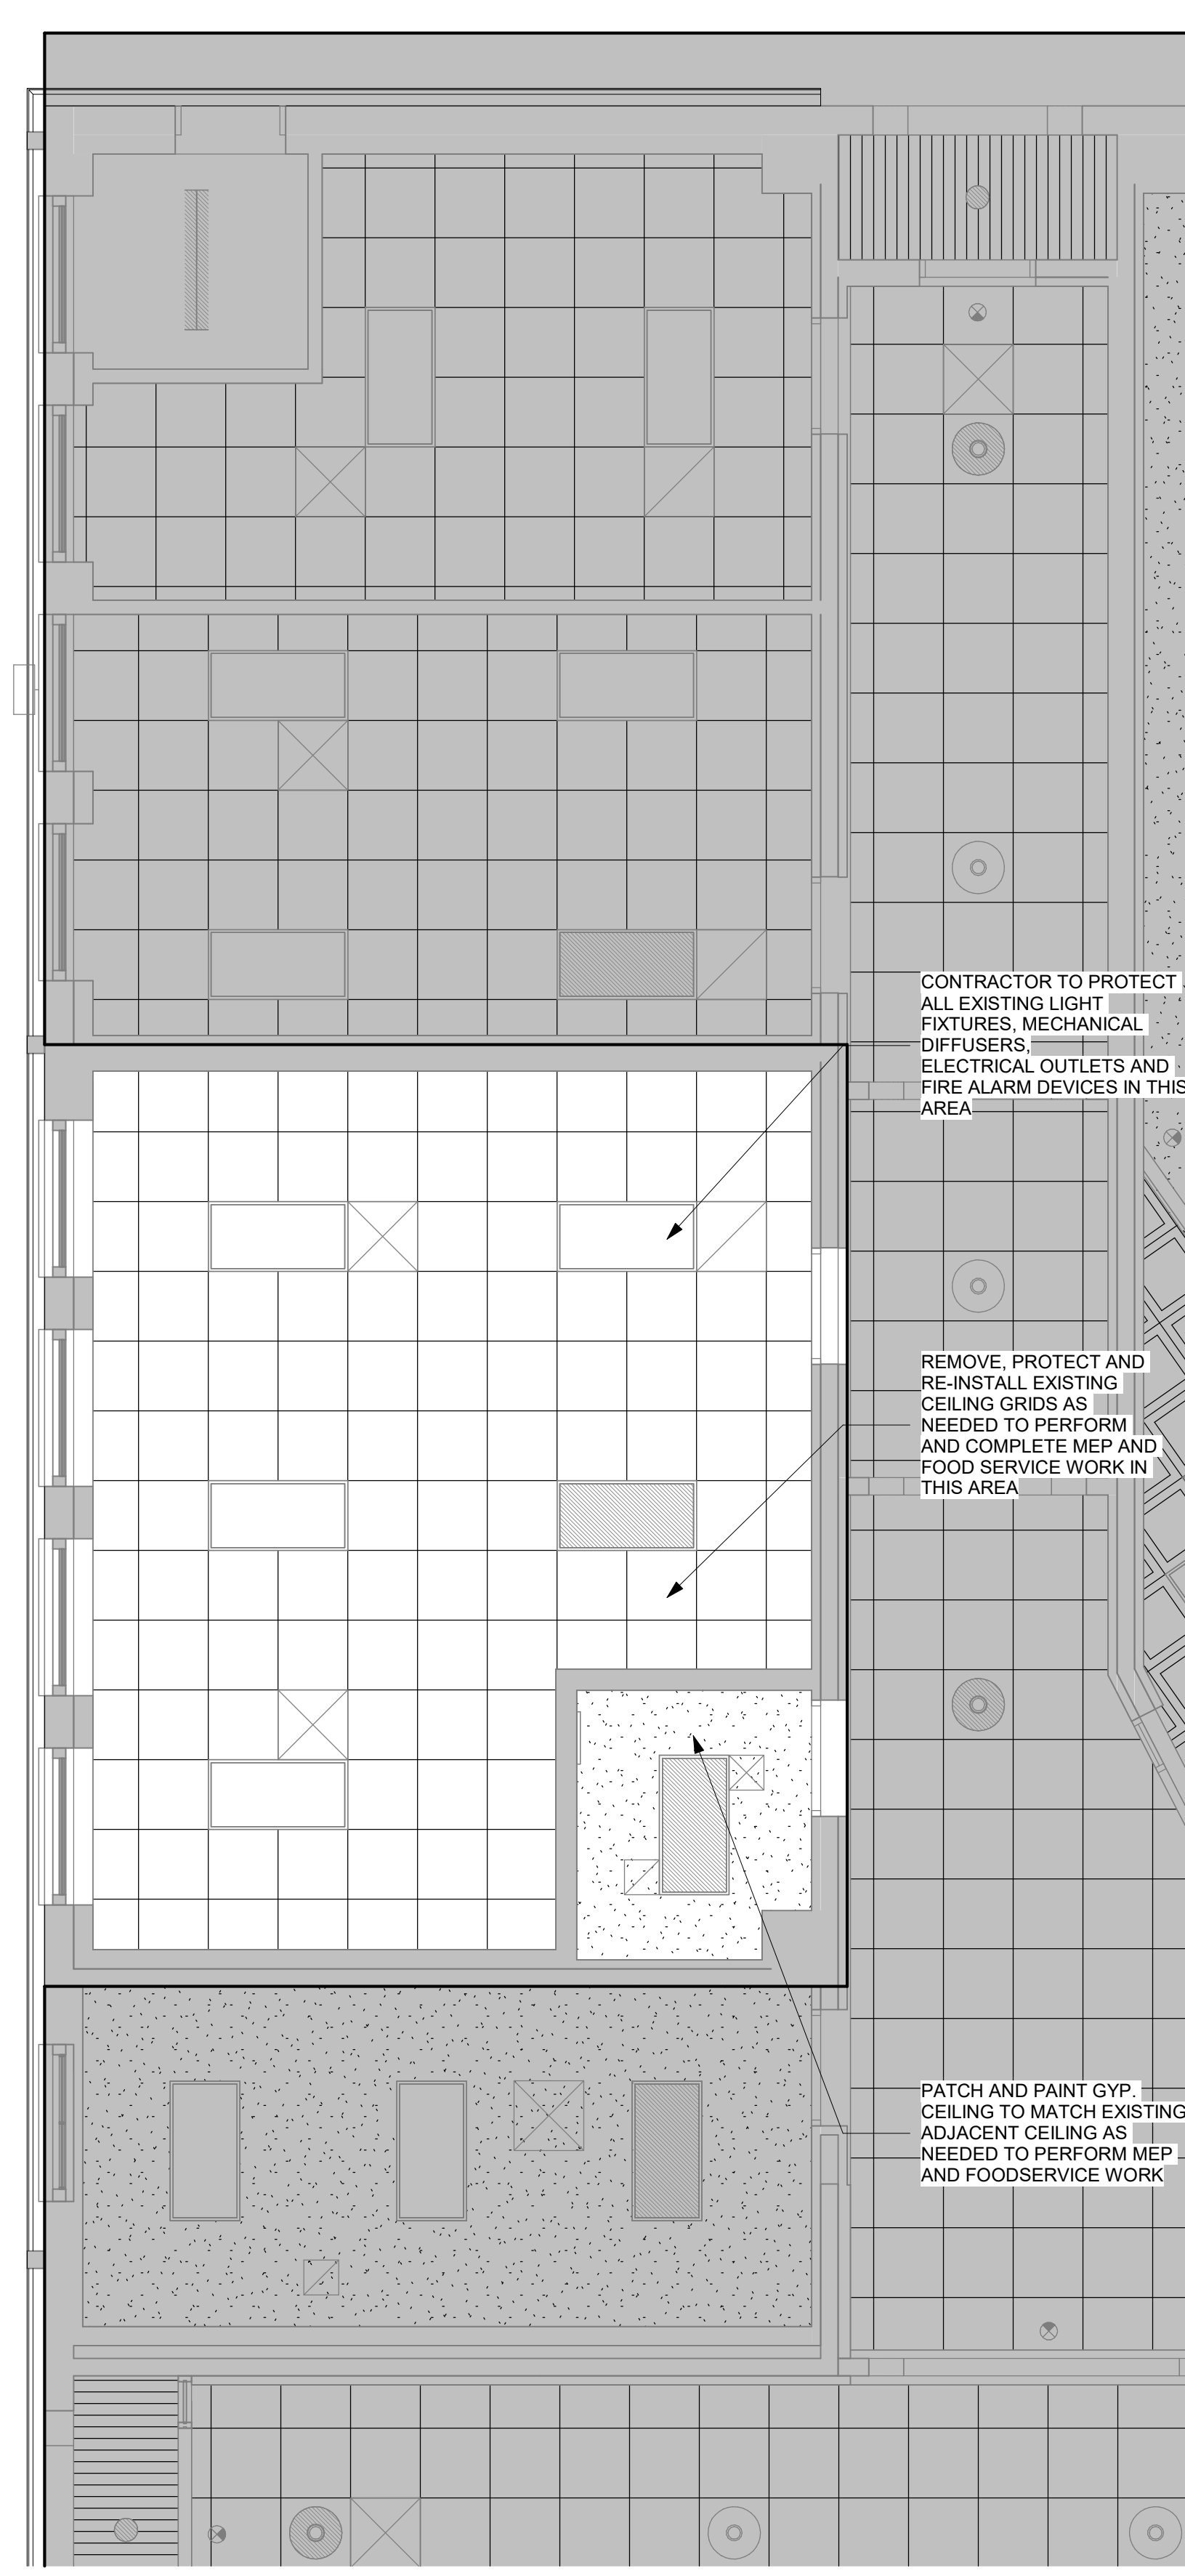 CONTRACTOR TO PROTECT
ALL EXISTING LIGHT
FIXTURES, MECHANICAL
DIFFUSERS,
ELECTRICAL OUTLETS AND
FIRE ALARM DEVICES IN THIS
AREA
REMOVE, PROTECT AND
RE-INSTALL EXISTING
CEILING GRIDS AS
NEEDED TO PERFORM
AND COMPLETE MEP AND
FOOD SERVICE WORK IN
THIS AREA
PATCH AND PAINT GYP.
CEILING TO MATCH EXISTING
ADJACENT CEILING AS
NEEDED TO PERFORM MEP
AND FOODSERVICE WORK